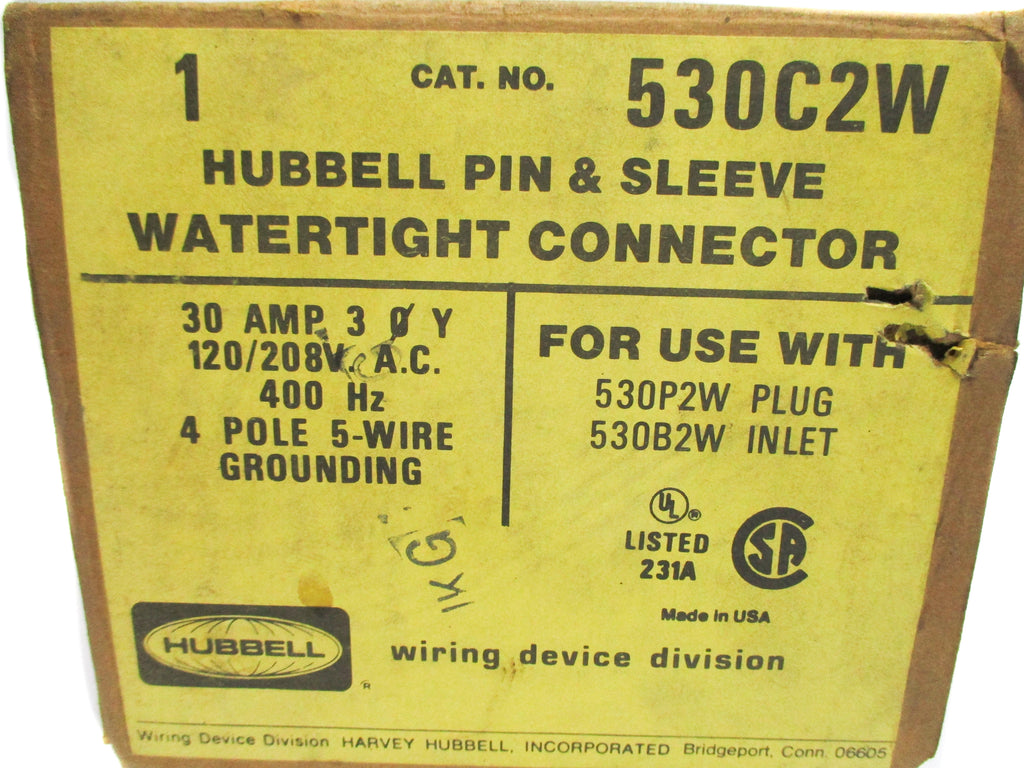 1 CAT. NO. 530C2W
HUBBELL PIN & SLEEVE
WATERTIGHT CONNECTOR
30 AMP 3 Ø Y
120/208V. A.C.
400 Hz
4 POLE 5-WIRE
GROUNDING
FOR USE WITH
530P2W PLUG
530B2W INLET
UL ®
LISTED
231A
SA
Made in USA
HUBBELL ®
wiring device division
Wiring Device Division HARVEY HUBBELL, INCORPORATED Bridgeport, Conn. 06605